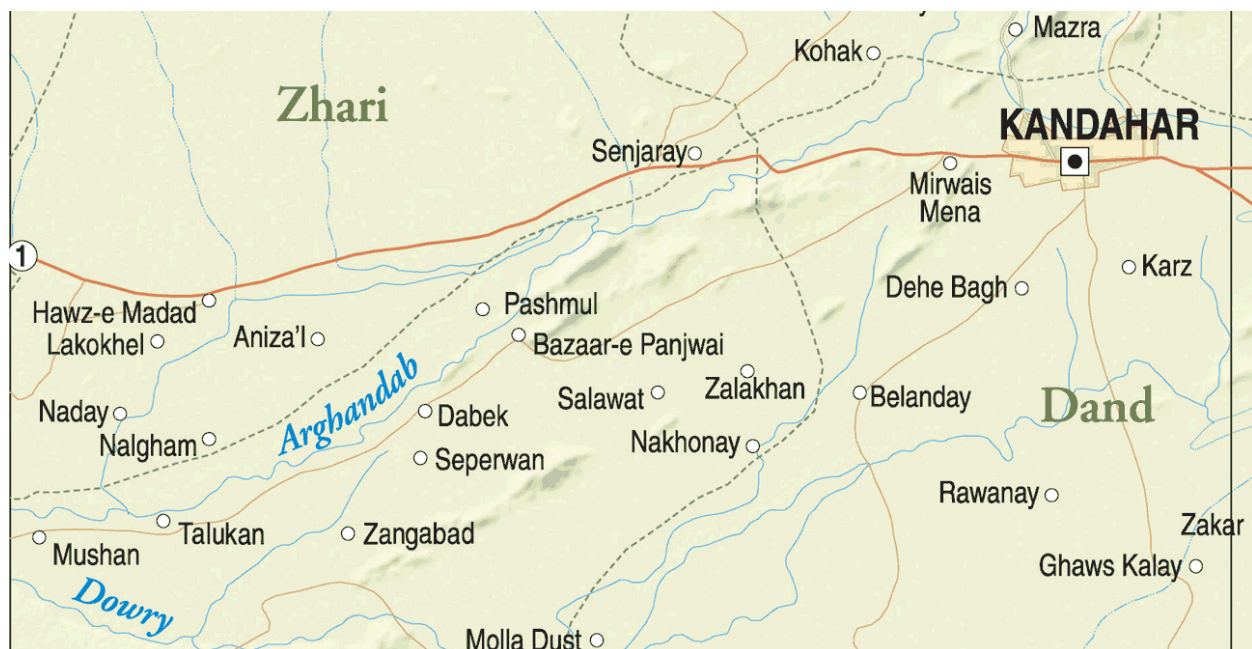 Mazra
Kohak
Zhari
KANDAHAR
Senjaray
Mirwais
Mena
1
Karz
Dehe Bagh
Hawz-e Madad
Pashmul
Lakokhel
Aniza'l
Bazaar-e Panjwai
Arghandab
Salawat
Zalakhan
Belanday
Dand
Naday
Dabek
Nalgham
Nakhonay
Seperwan
Rawanay
Talukan
Zangabad
Zakar
Mushan
Ghaws Kalay
Dowry
Molla Dust